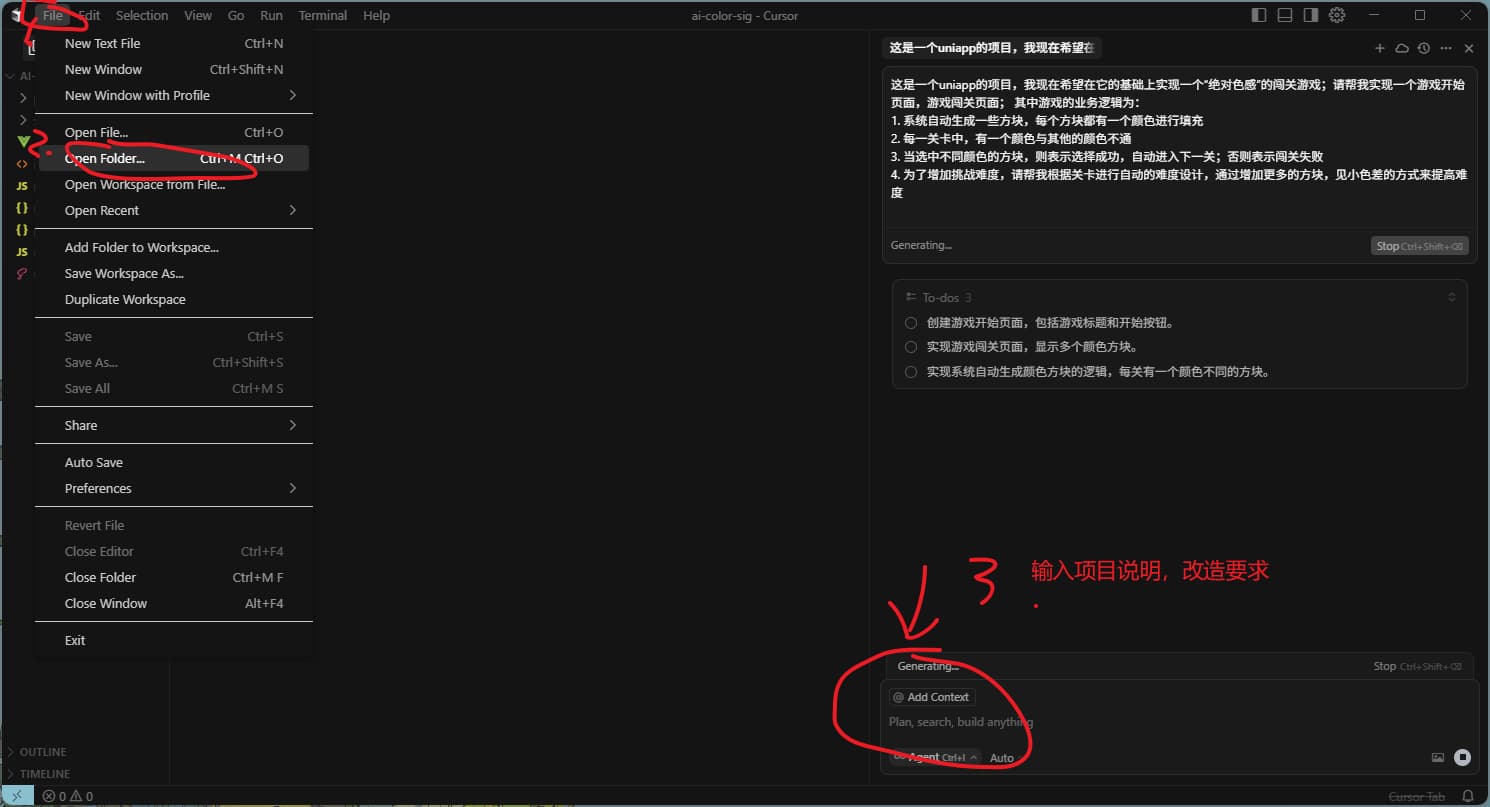 File Edit Selection View Go Run Terminal Help
ai-color-sig - Cursor
New Text File Ctrl+N
New Window Ctrl+Shift+N
New Window with Profile
Open File... Ctrl+O
Open Folder... Ctrl+M Ctrl+O
Open Workspace from File...
Open Recent
Add Folder to Workspace...
Save Workspace As...
Duplicate Workspace
Save Ctrl+S
Save As... Ctrl+Shift+S
Save All Ctrl+M S
Share
Auto Save
Preferences
Revert File
Close Editor Ctrl+F4
Close Folder Ctrl+M F
Close Window Alt+F4
Exit
AI-
JS
{}
{}
JS
2
OUTLINE
TIMELINE
0 0
这是一个uniapp的项目，我现在希望在
这是一个uniapp的项目，我现在希望在它的基础上实现一个“绝对色感”的闯关游戏；请帮我实现一个游戏开始
页面，游戏闯关页面； 其中游戏的业务逻辑为：
1. 系统自动生成一些方块，每个方块都有一个颜色进行填充
2. 每一关卡中，有一个颜色与其他的颜色不通
3. 当选中不同颜色的方块，则表示选择成功，自动进入下一关；否则表示闯关失败
4. 为了增加挑战难度，请帮我根据关卡进行自动的难度设计，通过增加更多的方块，见小色差的方式来提高难
度
Generating...
Stop Ctrl+Shift+⌫
To-dos 3
创建游戏开始页面，包括游戏标题和开始按钮。
实现游戏闯关页面，显示多个颜色方块。
实现系统自动生成颜色方块的逻辑，每关有一个颜色不同的方块。
3 输入项目说明，改造要求
Generating...
Stop Ctrl+Shift+⌫
@ Add Context
Plan, search, build anything
∞ Agent Ctrl+I Auto
Cursor Tab